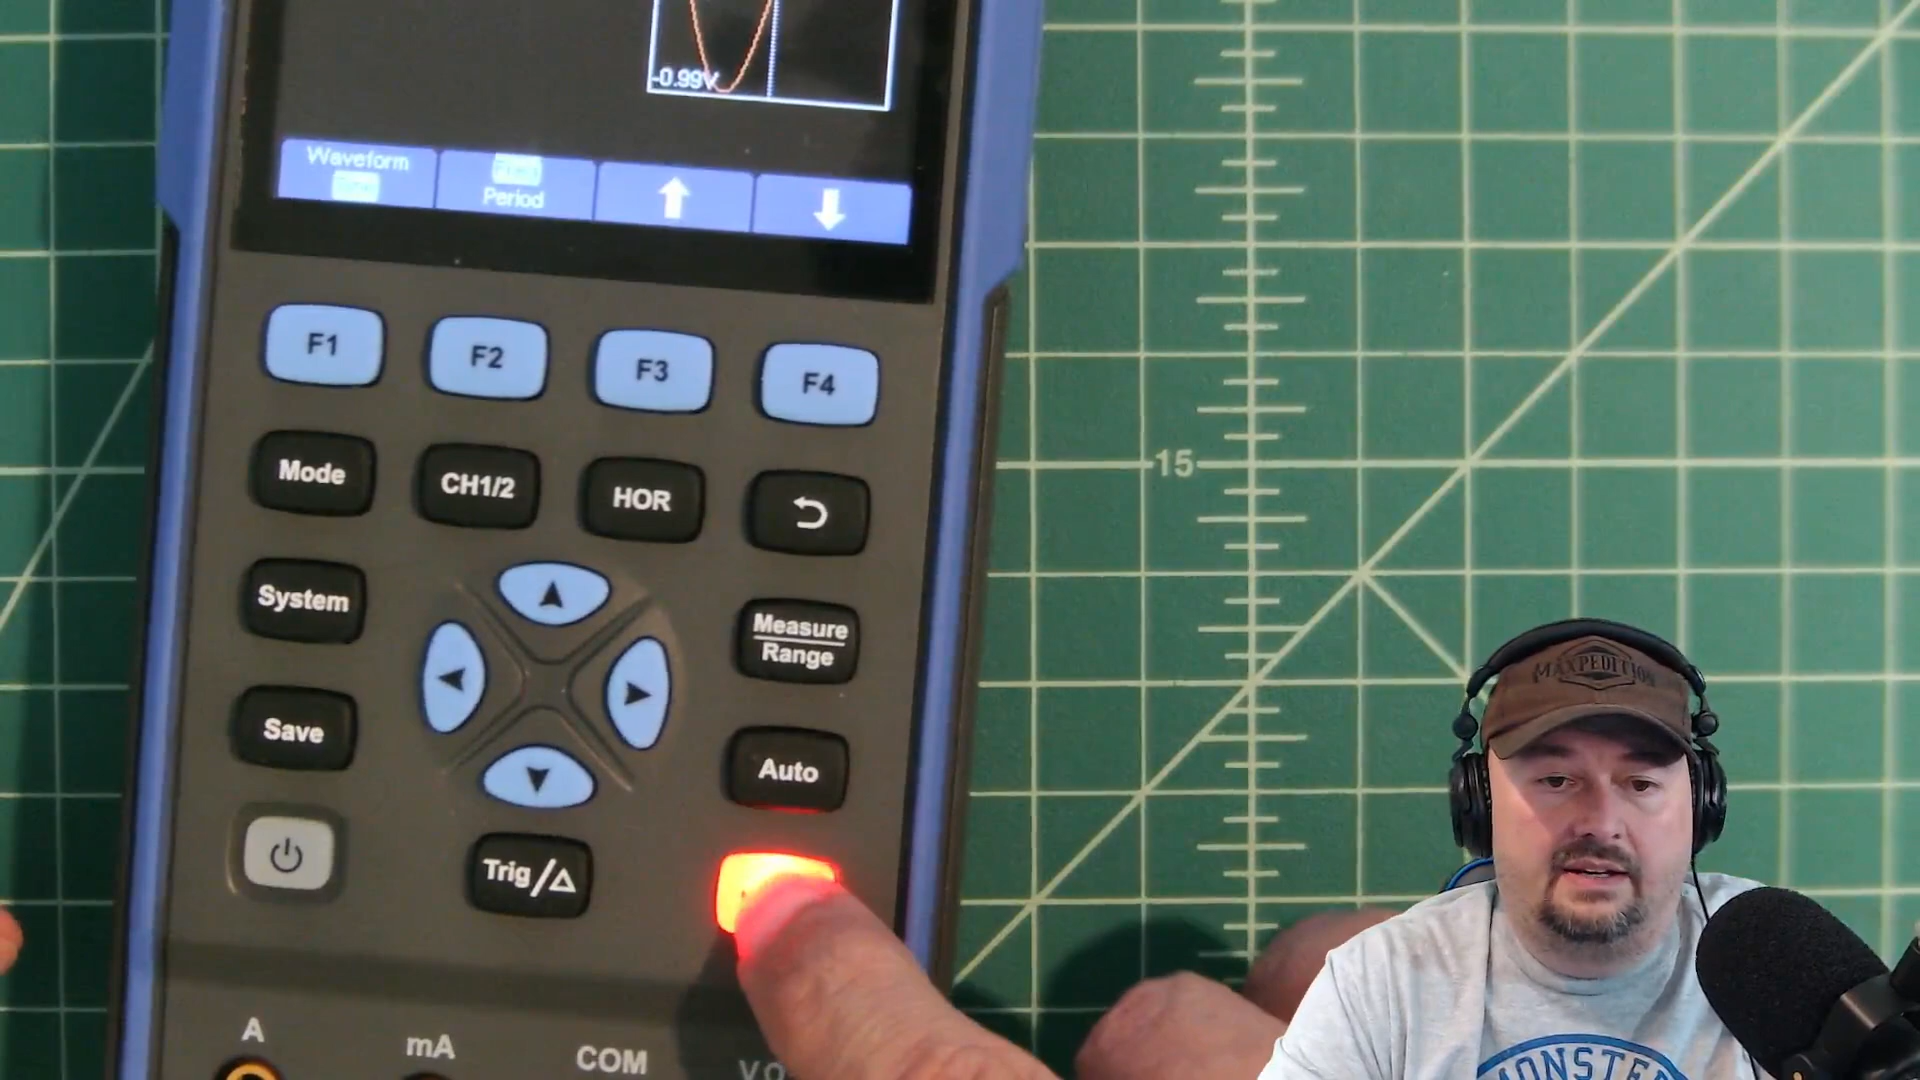 -0.99V
Waveform
Period
F1
F2
F3
F4
Mode
CH1/2
HOR
System
Measure
Range
Save
Auto
Trig/△
A
mA
COM
15
MAXPEDITION